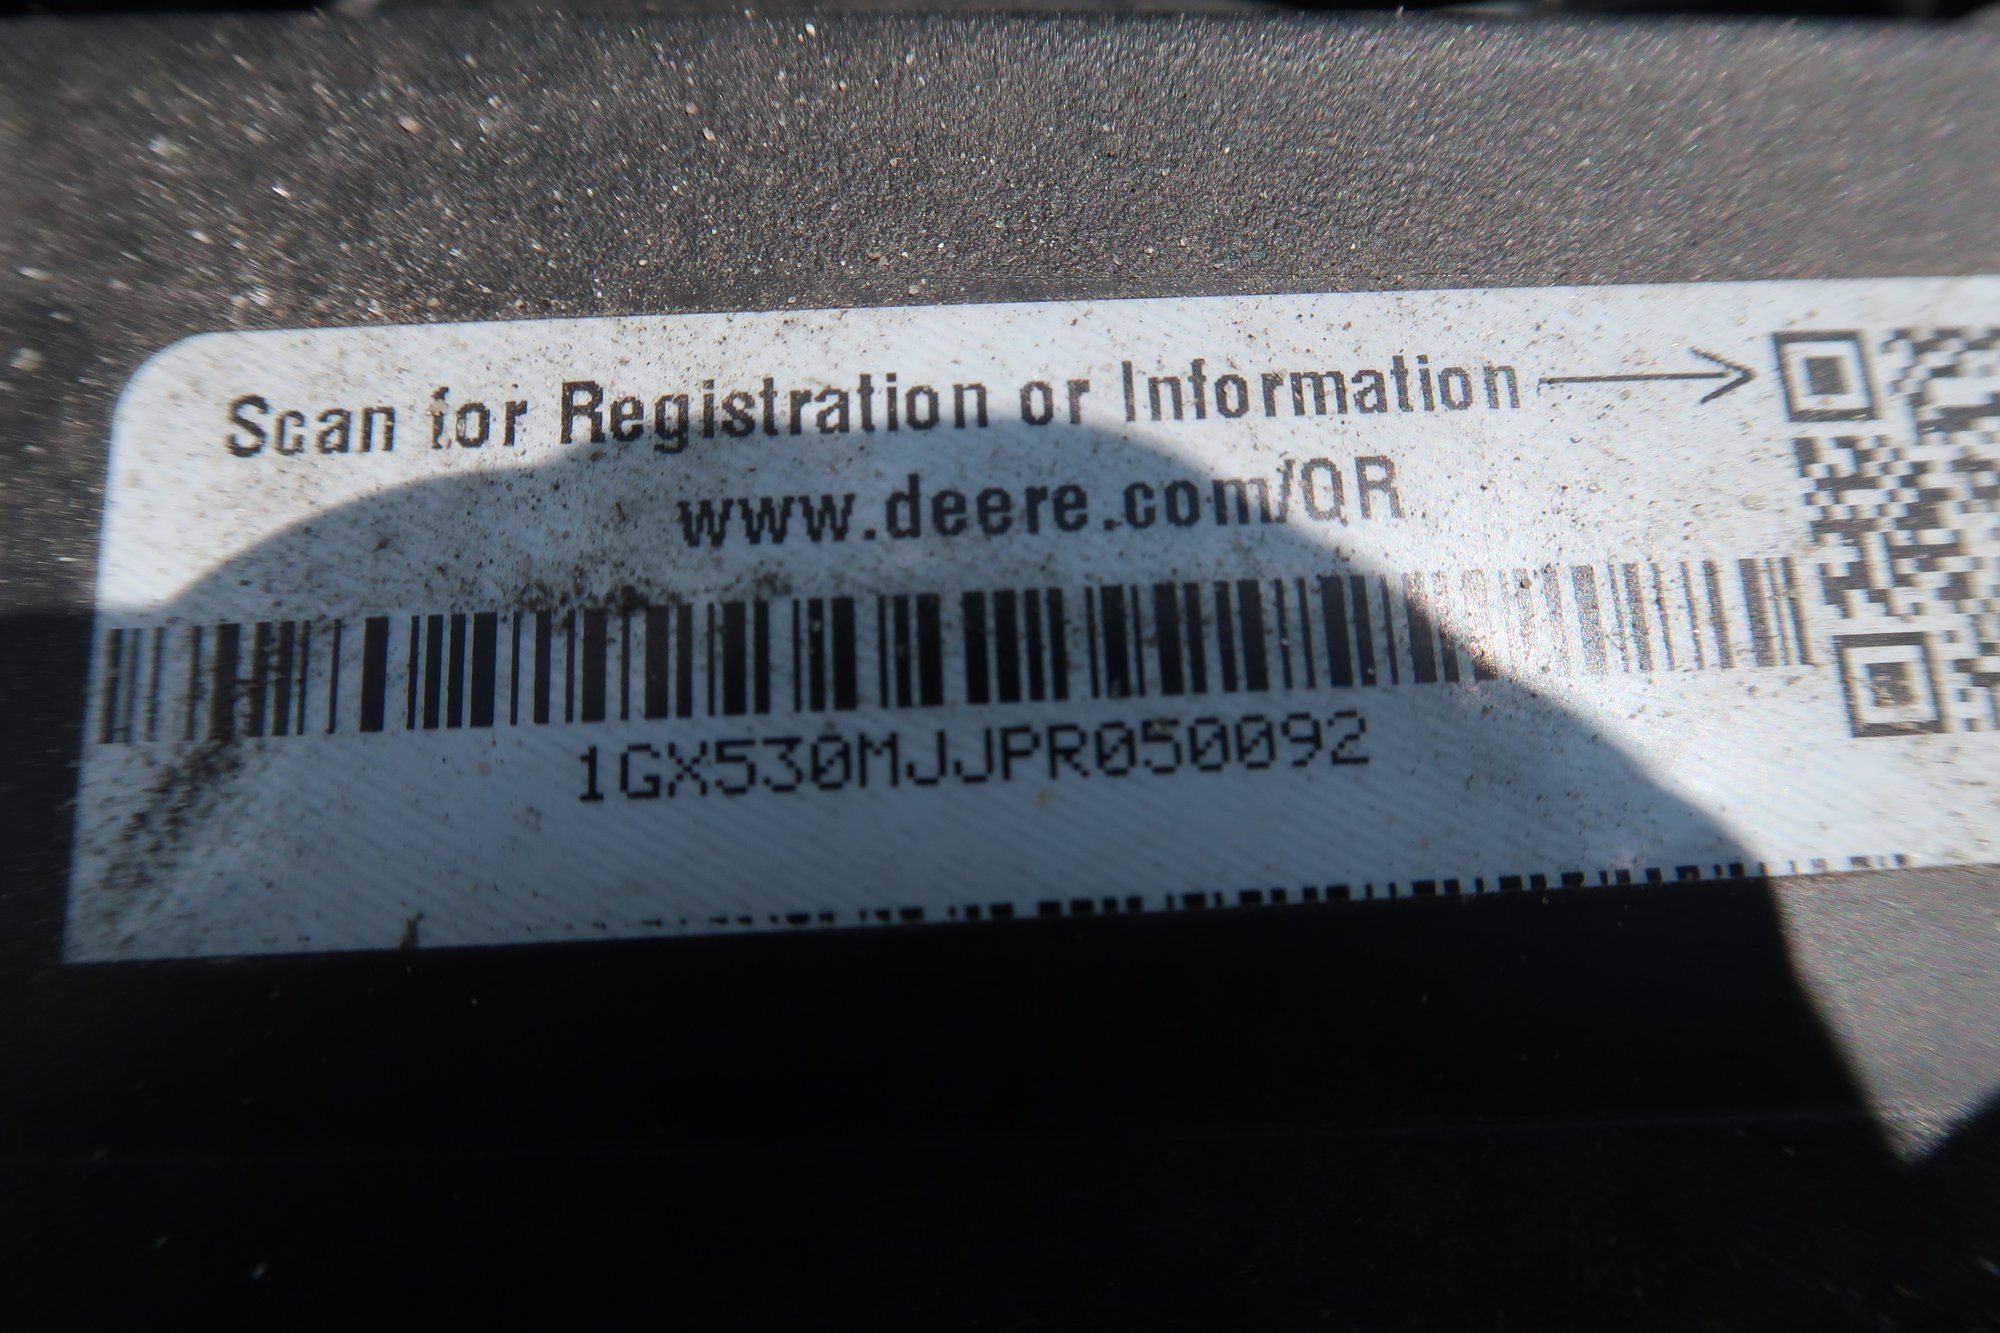 Scan for Registration or Information
www.deere.com/QR
1GX530MJJPR050092